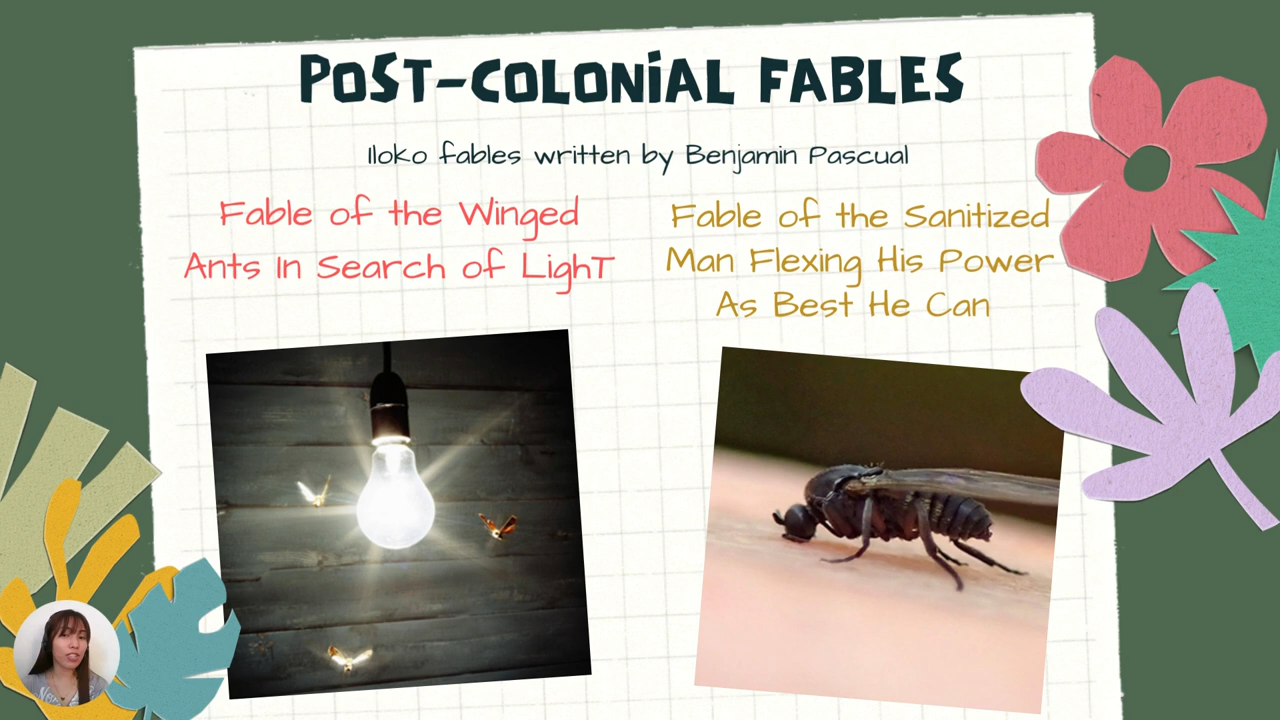 POST-COLONIAL FABLES
Iloko fables written by Benjamin Pascual
Fable of the Winged
Ants In Search of LighT
Fable of the Sanitized
Man Flexing His Power
As Best He Can